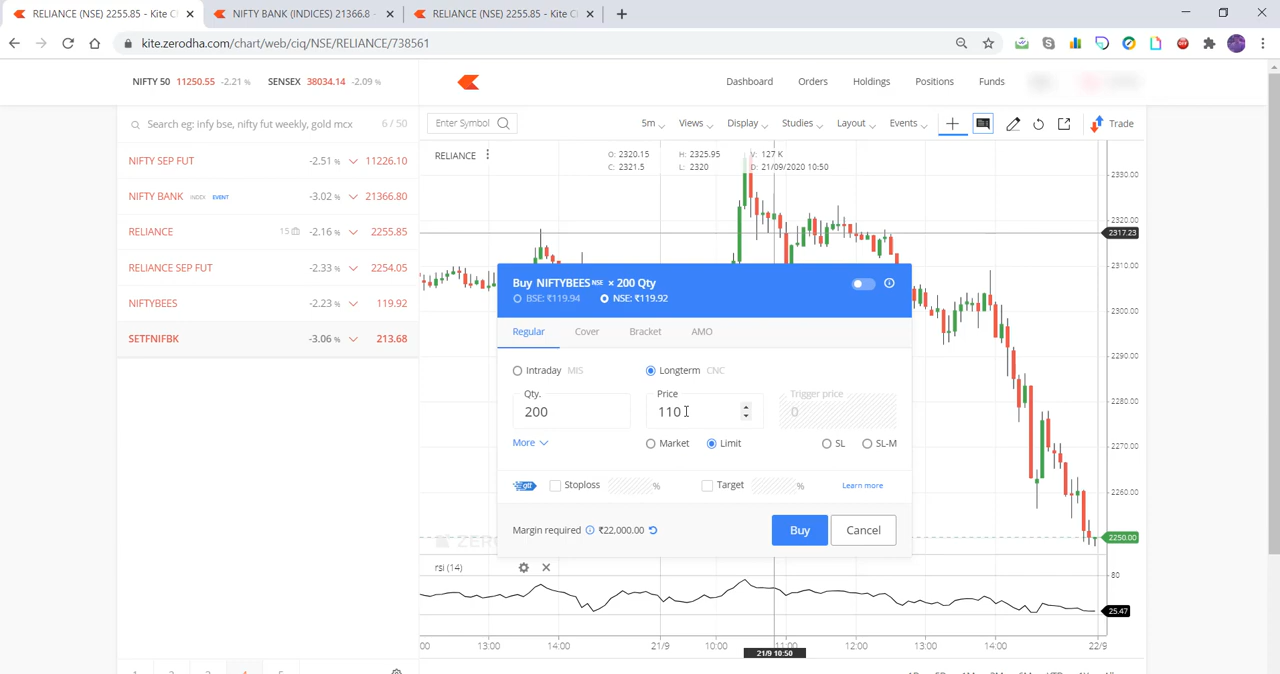 RELIANCE (NSE) 2255.85 - Kite C
NIFTY BANK (INDICES) 21366.8 -
RELIANCE (NSE) 2255.85 - Kite C
kite.zerodha.com/chart/web/ciq/NSE/RELIANCE/738561
NIFTY 50 11250.55 -2.21 % SENSEX 38034.14 -2.09 %
Dashboard Orders Holdings Positions Funds
Search eg: infy bse, nifty fut weekly, gold mcx 6 / 50
Enter Symbol 5m Views Display Studies Layout Events Trade
NIFTY SEP FUT -2.51 % 11226.10
NIFTY BANK INDEX EVENT -3.02 % 21366.80
RELIANCE 15 -2.16 % 2255.85
RELIANCE SEP FUT -2.33 % 2254.05
NIFTYBEES -2.23 % 119.92
SETFNIFBK -3.06 % 213.68
RELIANCE
O: 2320.15 H: 2325.95 V: 127 K
C: 2321.5 L: 2320 D: 21/09/2020 10:50
2330.00
2320.00
2317.23
2310.00
2300.00
2290.00
2280.00
2270.00
2260.00
2250.00
Buy NIFTYBEES NSE × 200 Qty
BSE: ₹119.94 NSE: ₹119.92
Regular Cover Bracket AMO
Intraday MIS Longterm CNC
Qty. Price Trigger price
200 110 0
More Market Limit SL SL-M
gtt Stoploss % Target % Learn more
Margin required ₹22,000.00 Buy Cancel
rsi (14)
80
25.47
:00 13:00 14:00 21/9 10:00 11:00 12:00 13:00 14:00 22/9
21/9 10:50